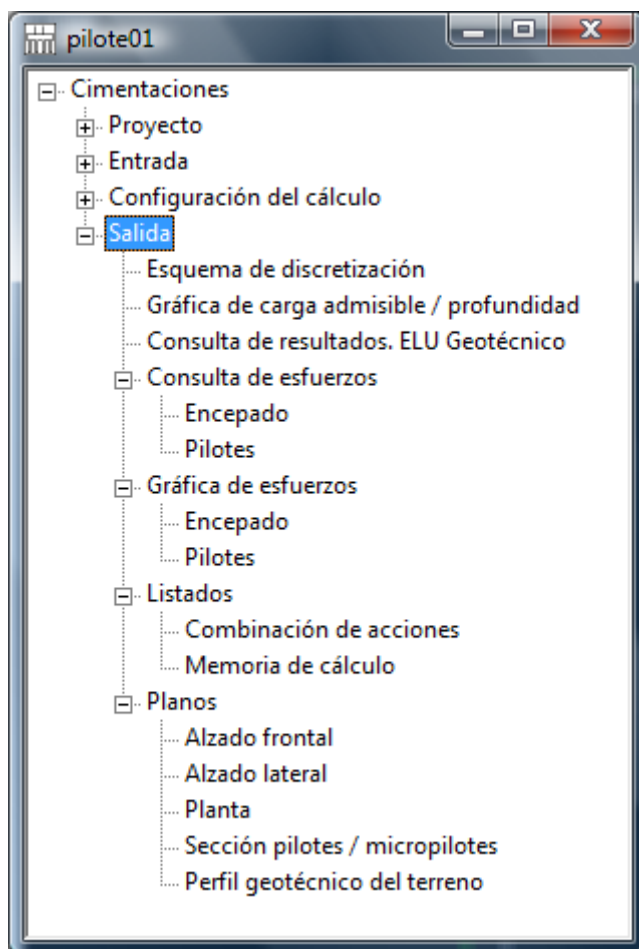 pilote01
Cimentaciones
Proyecto
Entrada
Configuración del cálculo
Salida
Esquema de discretización
Gráfica de carga admisible / profundidad
Consulta de resultados. ELU Geotécnico
Consulta de esfuerzos
Encepado
Pilotes
Gráfica de esfuerzos
Encepado
Pilotes
Listados
Combinación de acciones
Memoria de cálculo
Planos
Alzado frontal
Alzado lateral
Planta
Sección pilotes / micropilotes
Perfil geotécnico del terreno